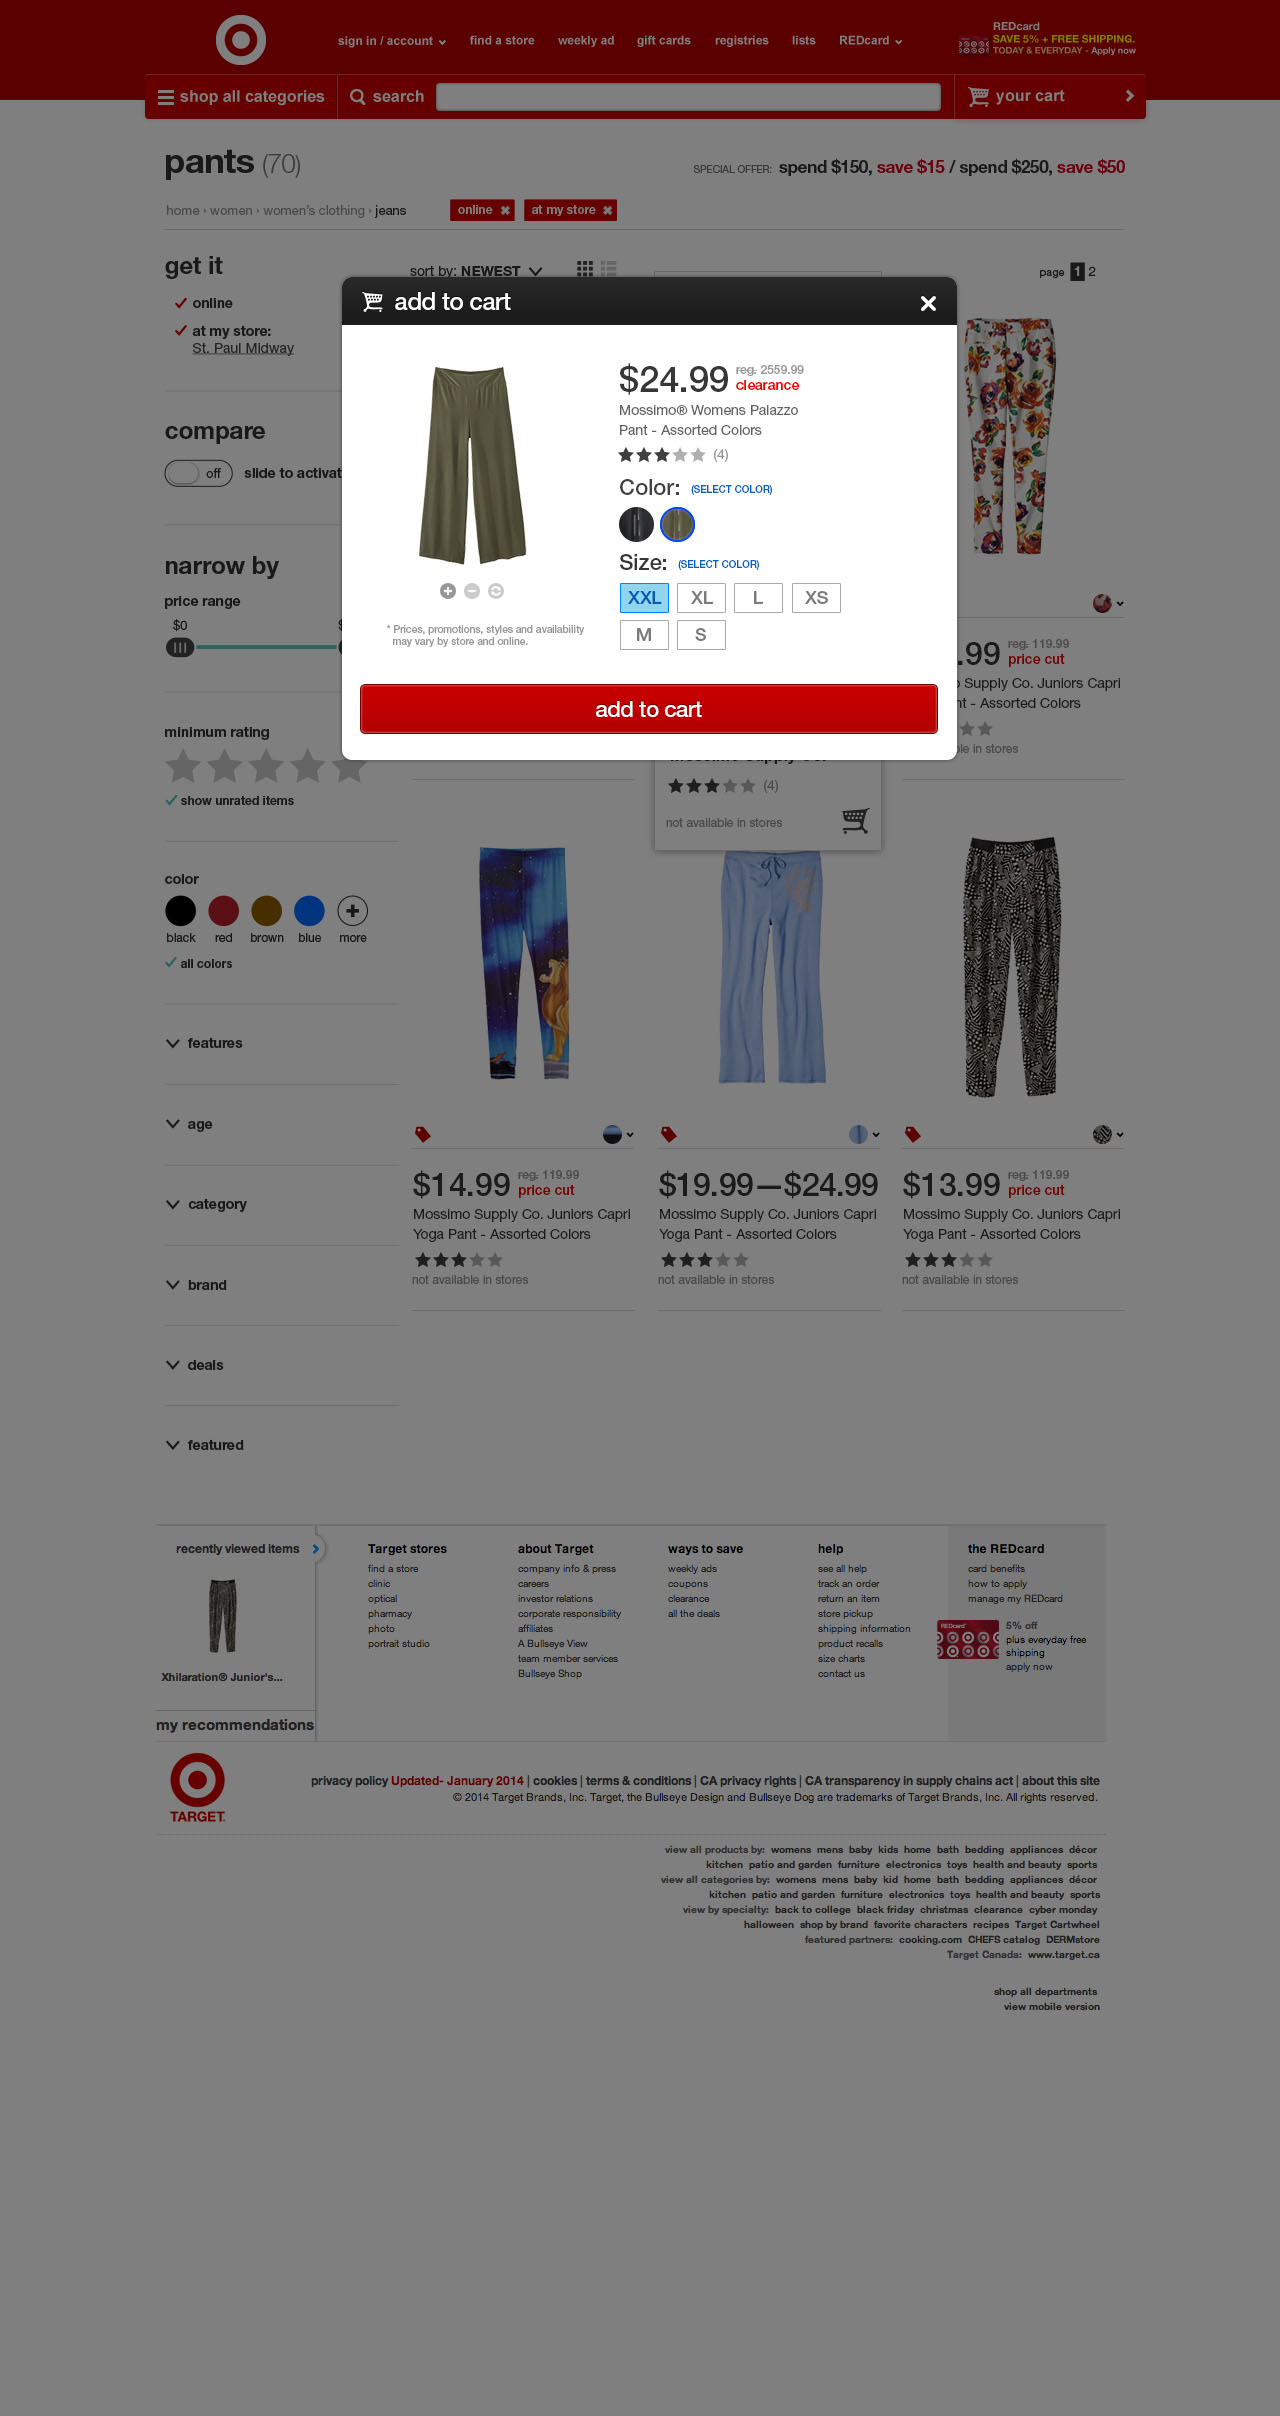 sign in / account
find a store
weekly ad
gift cards
registries
lists
REDcard
REDcard
SAVE 5% + FREE SHIPPING.
TODAY & EVERYDAY - Apply now
shop all categories
search
your cart
pants (70)
SPECIAL OFFER: spend $150, save $15 / spend $250, save $50
home › women › women's clothing › jeans
online
at my store
get it
online
at my store:
St. Paul Midway
sort by: NEWEST
page 1 2
compare
off
slide to activat
narrow by
price range
$0
minimum rating
show unrated items
color
black
red
brown
blue
more
all colors
features
age
category
brand
deals
featured
add to cart
$24.99
reg. 2559.99
clearance
Mossimo® Womens Palazzo
Pant - Assorted Colors
(4)
Color: (SELECT COLOR)
Size: (SELECT COLOR)
XXL
XL
L
XS
M
S
* Prices, promotions, styles and availability
may vary by store and online.
add to cart
.99
reg. 119.99
price cut
Supply Co. Juniors Capri
nt - Assorted Colors
ble in stores
(4)
not available in stores
$14.99
reg. 119.99
price cut
Mossimo Supply Co. Juniors Capri
Yoga Pant - Assorted Colors
not available in stores
$19.99—$24.99
Mossimo Supply Co. Juniors Capri
Yoga Pant - Assorted Colors
not available in stores
$13.99
reg. 119.99
price cut
Mossimo Supply Co. Juniors Capri
Yoga Pant - Assorted Colors
not available in stores
recently viewed items
Xhilaration® Junior's...
my recommendations
Target stores
find a store
clinic
optical
pharmacy
photo
portrait studio
about Target
company info & press
careers
investor relations
corporate responsibility
affiliates
A Bullseye View
team member services
Bullseye Shop
ways to save
weekly ads
coupons
clearance
all the deals
help
see all help
track an order
return an item
store pickup
shipping information
product recalls
size charts
contact us
the REDcard
card benefits
how to apply
manage my REDcard
REDcard
5% off
plus everyday free
shipping
apply now
TARGET
privacy policy Updated- January 2014 | cookies | terms & conditions | CA privacy rights | CA transparency in supply chains act | about this site
© 2014 Target Brands, Inc. Target, the Bullseye Design and Bullseye Dog are trademarks of Target Brands, Inc. All rights reserved.
view all products by: womens mens baby kids home bath bedding appliances décor
kitchen patio and garden furniture electronics toys health and beauty sports
view all categories by: womens mens baby kid home bath bedding appliances décor
kitchen patio and garden furniture electronics toys health and beauty sports
view by specialty: back to college black friday christmas clearance cyber monday
halloween shop by brand favorite characters recipes Target Cartwheel
featured partners: cooking.com CHEFS catalog DERMstore
Target Canada: www.target.ca
shop all departments
view mobile version